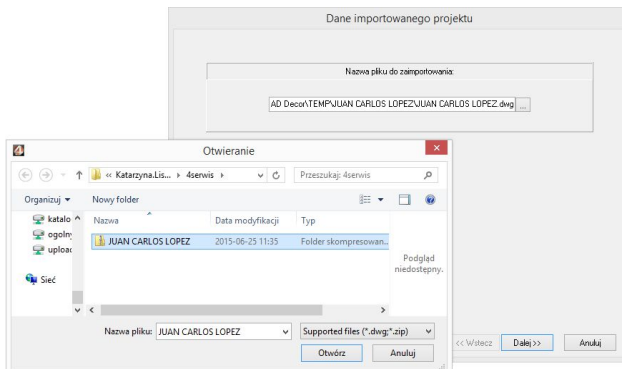 Dane importowanego projektu
Nazwa pliku do zaimportowania:
AD Decor\TEMP\JUAN CARLOS LOPEZ\JUAN CARLOS LOPEZ.dwg ...
Otwieranie
« Katarzyna.Lis... 4serwis
Przeszukaj: 4serwis
Organizuj
Nowy folder
katalo
ogolny
upload
Sieć
Nazwa Data modyfikacji Typ
JUAN CARLOS LOPEZ 2015-06-25 11:35 Folder skompresowan...
Podgląd
niedostępny.
Nazwa pliku: JUAN CARLOS LOPEZ Supported files (*.dwg;*.zip)
Otwórz Anuluj
<< Wstecz Dalej >> Anuluj